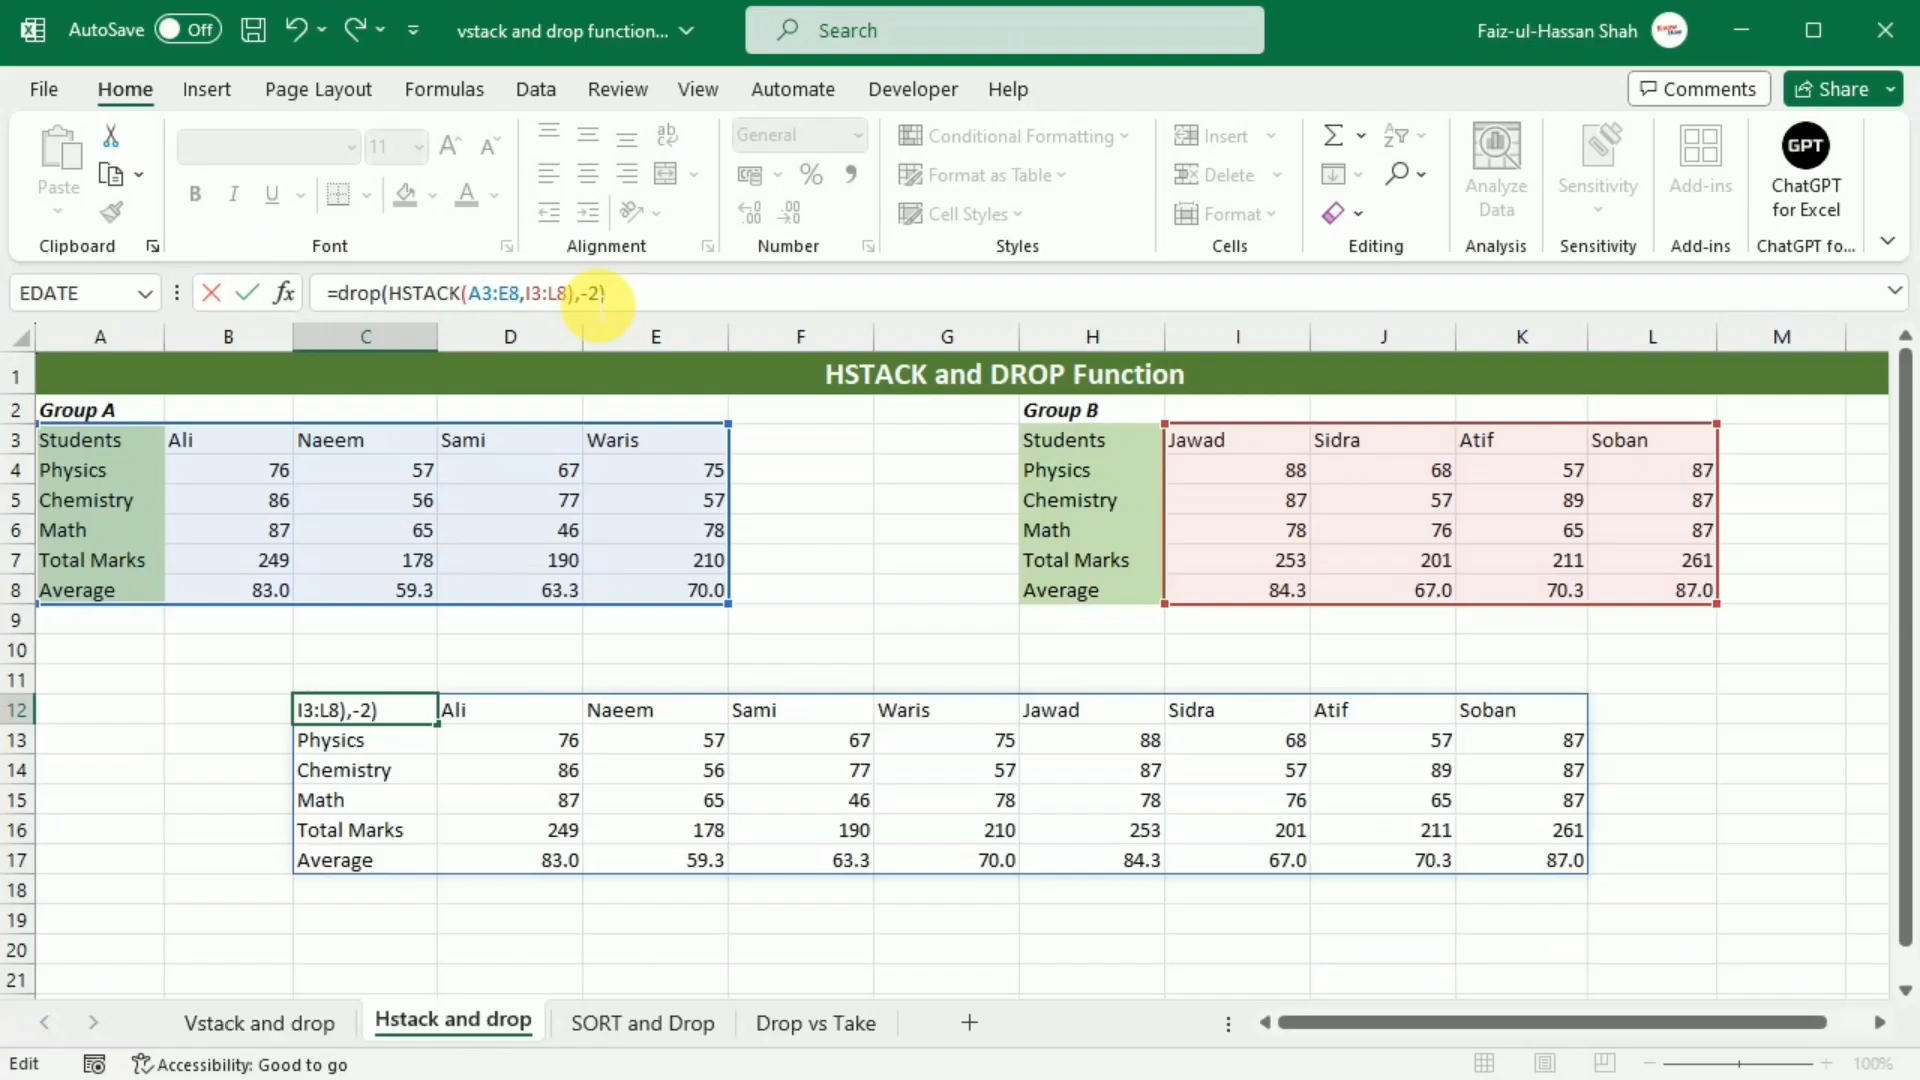 AutoSave Off vstack and drop function... Search Faiz-ul-Hassan Shah
File Home Insert Page Layout Formulas Data Review View Automate Developer Help Comments Share
Paste
Clipboard
11
B I U A
Font
ab
Alignment
General
% 9
Number
Conditional Formatting
Format as Table
Cell Styles
Styles
Insert
Delete
Format
Cells
Editing
Analyze Data
Analysis
Sensitivity
Sensitivity
Add-ins
Add-ins
GPT
ChatGPT for Excel
ChatGPT fo...
EDATE fx =drop(HSTACK(A3:E8,I3:L8),-2)
A B C D E F G H I J K L M
1 HSTACK and DROP Function
2 Group A Group B
3 Students Ali Naeem Sami Waris Students Jawad Sidra Atif Soban
4 Physics 76 57 67 75 Physics 88 68 57 87
5 Chemistry 86 56 77 57 Chemistry 87 57 89 87
6 Math 87 65 46 78 Math 78 76 65 87
7 Total Marks 249 178 190 210 Total Marks 253 201 211 261
8 Average 83.0 59.3 63.3 70.0 Average 84.3 67.0 70.3 87.0
9
10
11
12 I3:L8),-2) Ali Naeem Sami Waris Jawad Sidra Atif Soban
13 Physics 76 57 67 75 88 68 57 87
14 Chemistry 86 56 77 57 87 57 89 87
15 Math 87 65 46 78 78 76 65 87
16 Total Marks 249 178 190 210 253 201 211 261
17 Average 83.0 59.3 63.3 70.0 84.3 67.0 70.3 87.0
18
19
20
21
Vstack and drop Hstack and drop SORT and Drop Drop vs Take
Edit Accessibility: Good to go 100%